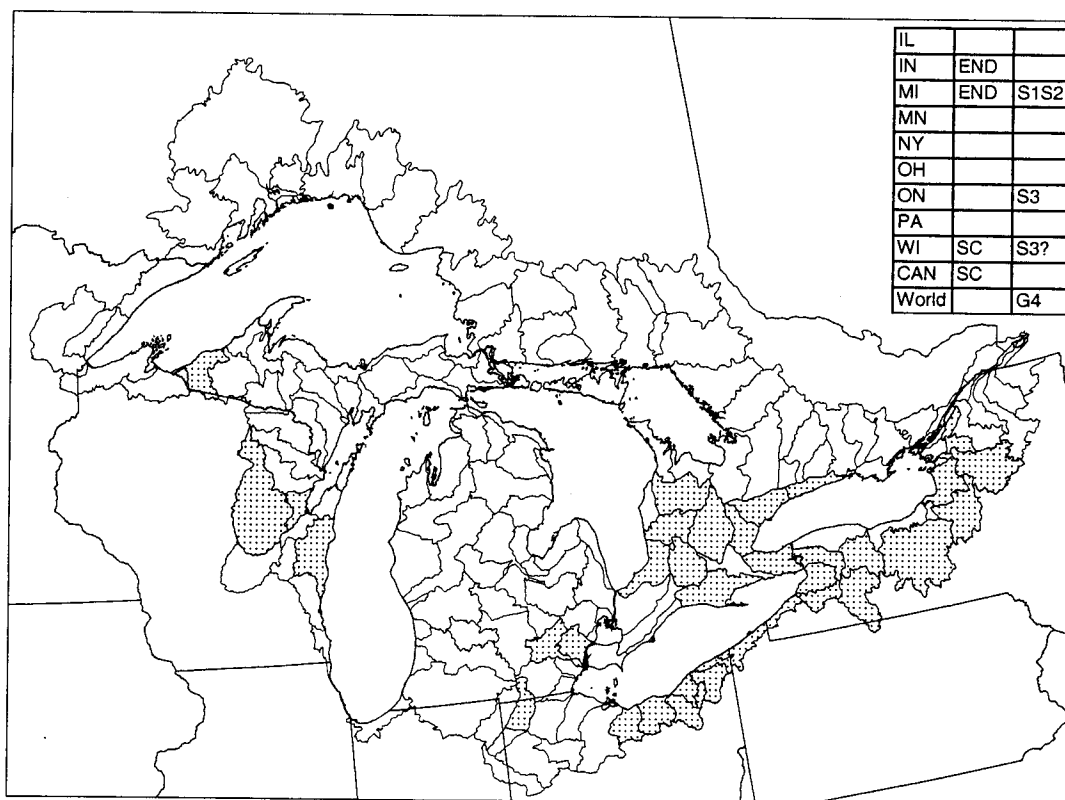 IL
IN END
MI END S1S2
MN
NY
OH
ON S3
PA
WI SC S3?
CAN SC
World G4